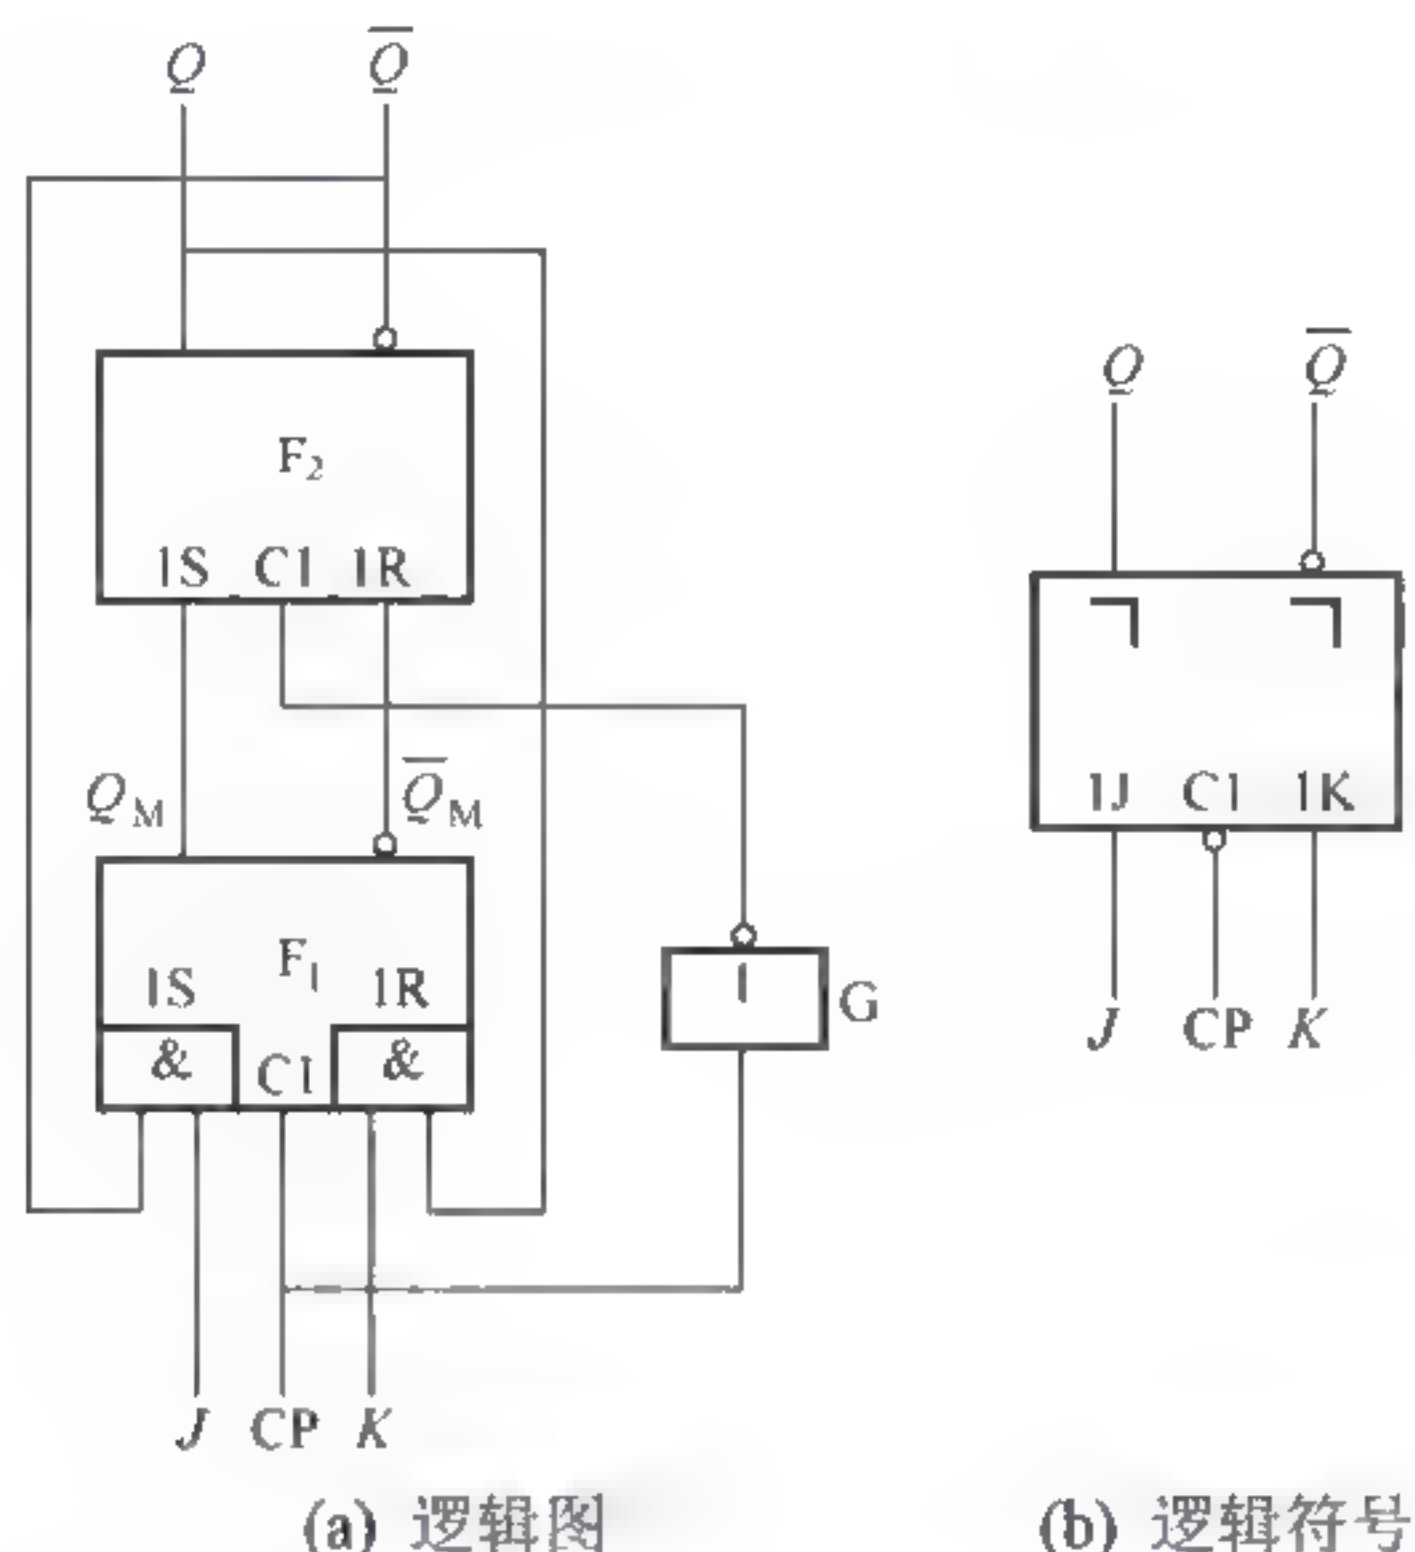 Q Q̅
F₂
1S C1 1R
Q_M Q̅_M
F₁
1S 1R
& C1 &
1 G
J CP K
(a) 逻辑图
Q Q̅
1J C1 1K
J CP K
(b) 逻辑符号